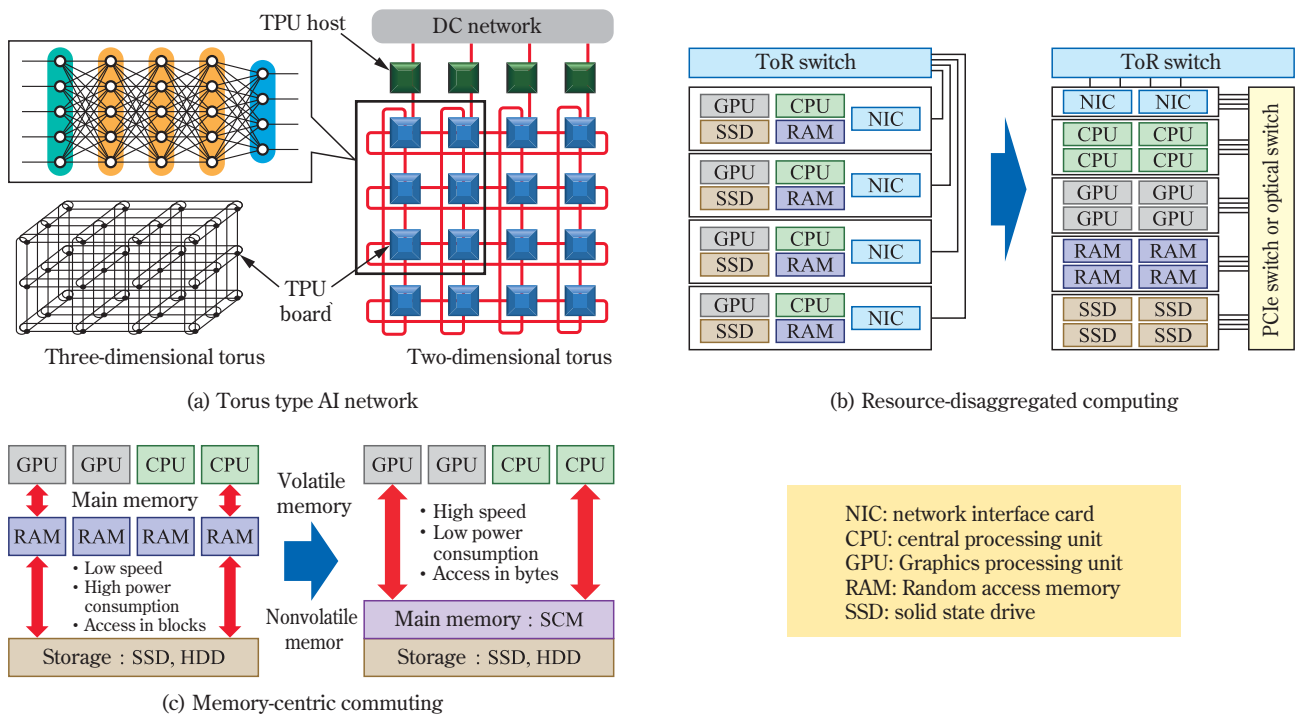 TPU host
DC network
TPU
board
Three-dimensional torus
Two-dimensional torus
(a) Torus type AI network
ToR switch
GPU CPU
SSD RAM
NIC
GPU CPU
SSD RAM
NIC
GPU CPU
SSD RAM
NIC
GPU CPU
SSD RAM
NIC
ToR switch
NIC NIC
CPU CPU
CPU CPU
GPU GPU
GPU GPU
RAM RAM
RAM RAM
SSD SSD
SSD SSD
PCIe switch or optical switch
(b) Resource-disaggregated computing
GPU GPU CPU CPU
Main memory
RAM RAM RAM RAM
• Low speed
• High power
consumption
• Access in blocks
Storage : SSD, HDD
Volatile
memory
Nonvolatile
memor
GPU GPU CPU CPU
• High speed
• Low power
consumption
• Access in bytes
Main memory : SCM
Storage : SSD, HDD
(c) Memory-centric commuting
NIC: network interface card
CPU: central processing unit
GPU: Graphics processing unit
RAM: Random access memory
SSD: solid state drive